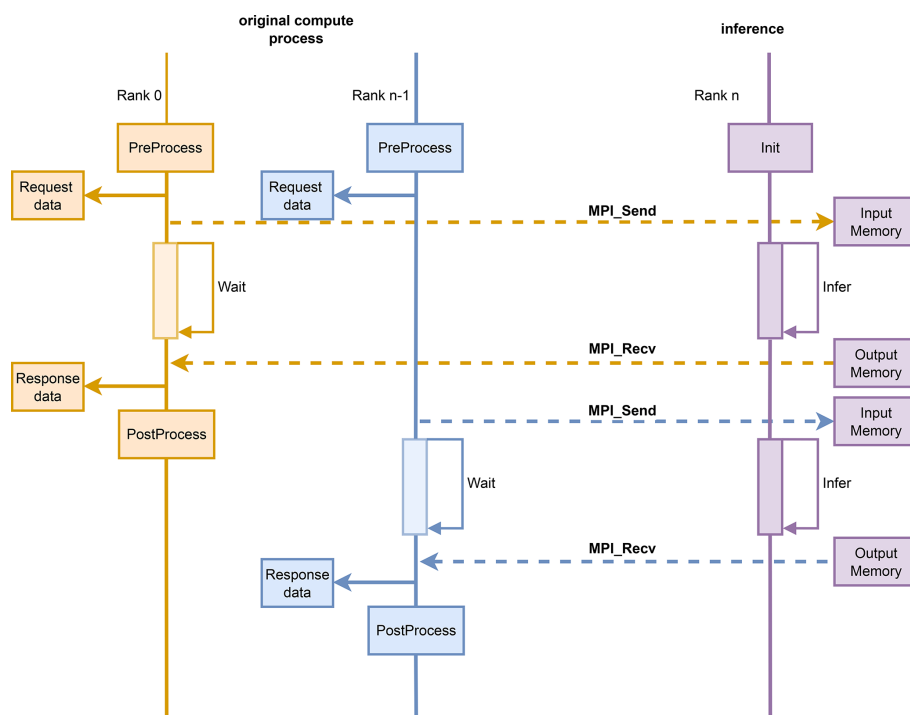 original compute
process
inference
Rank 0
Rank n-1
Rank n
PreProcess
PreProcess
Init
Request
data
Request
data
MPI_Send
Input
Memory
Wait
Infer
MPI_Recv
Output
Memory
Response
data
MPI_Send
Input
Memory
PostProcess
Wait
Infer
MPI_Recv
Output
Memory
Response
data
PostProcess